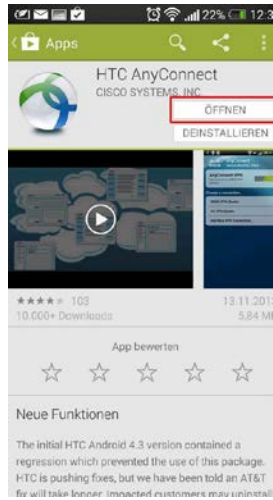 22% 12:3
Apps
HTC AnyConnect
CISCO SYSTEMS, INC.
ÖFFNEN
DEINSTALLIEREN
103
13.11.201
10.000+ Downloads
5,84 M
App bewerten
Neue Funktionen
The initial HTC Android 4.3 version contained a
regression which prevented the use of this package.
HTC is pushing fixes, but we have been told an AT&T
fix will take longer. Impacted customers may uninstal